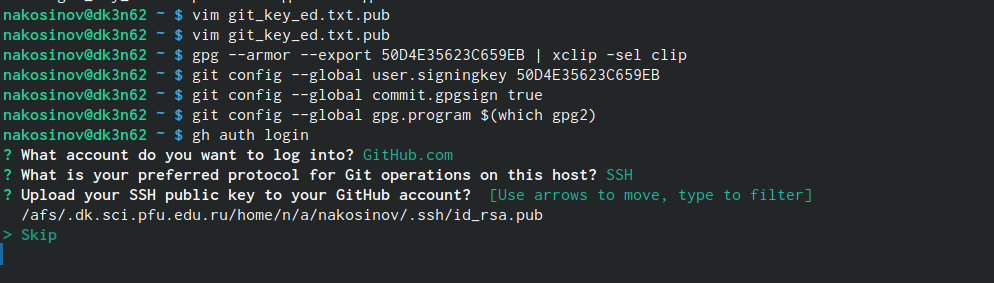 nakosinov@dk3n62 ~ $ vim git_key_ed.txt.pub
nakosinov@dk3n62 ~ $ vim git_key_ed.txt.pub
nakosinov@dk3n62 ~ $ gpg --armor --export 50D4E35623C659EB | xclip -sel clip
nakosinov@dk3n62 ~ $ git config --global user.signingkey 50D4E35623C659EB
nakosinov@dk3n62 ~ $ git config --global commit.gpgsign true
nakosinov@dk3n62 ~ $ git config --global gpg.program $(which gpg2)
nakosinov@dk3n62 ~ $ gh auth login
? What account do you want to log into? GitHub.com
? What is your preferred protocol for Git operations on this host? SSH
? Upload your SSH public key to your GitHub account?  [Use arrows to move, type to filter]
  /afs/.dk.sci.pfu.edu.ru/home/n/a/nakosinov/.ssh/id_rsa.pub
> Skip